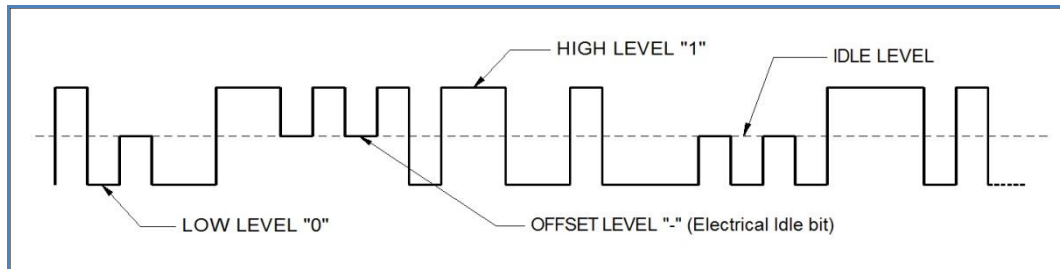 HIGH LEVEL "1"
IDLE LEVEL
LOW LEVEL "0"
OFFSET LEVEL "-" (Electrical Idle bit)